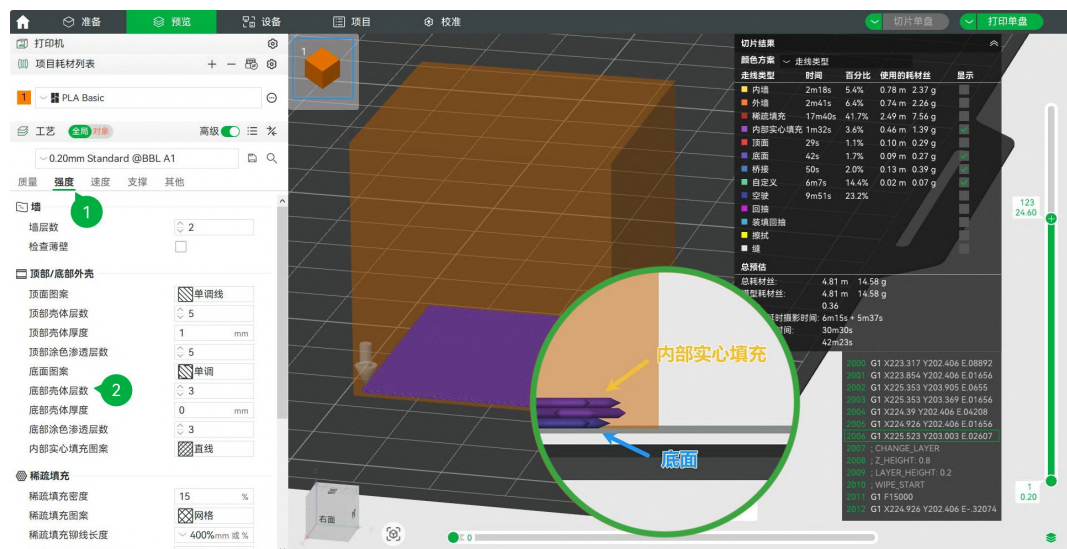 准备 预览 设备 项目 校准 切片单盘 打印单盘
打印机
项目耗材列表
1 PLA Basic
工艺 全局 对象 高级
0.20mm Standard @BBL A1
质量 强度 速度 支撑 其他
1
墙
墙层数 2
检查薄壁
顶部/底部外壳
顶面图案 单调线
顶部壳体层数 5
顶部壳体厚度 1 mm
顶部涂色渗透层数 5
底面图案 单调
底部壳体层数 3
2
底部壳体厚度 0 mm
底部涂色渗透层数 3
内部实心填充图案 直线
稀疏填充
稀疏填充密度 15 %
稀疏填充图案 网格
稀疏填充锚线长度 400% mm 或 %
1
右面
内部实心填充
底面
切片结果
颜色方案 走线类型
走线类型 时间 百分比 使用的耗材丝 显示
内墙 2m18s 5.4% 0.78 m 2.37 g
外墙 2m41s 6.4% 0.74 m 2.26 g
稀疏填充 17m40s 41.7% 2.49 m 7.56 g
内部实心填充 1m32s 3.6% 0.46 m 1.39 g
顶面 29s 1.1% 0.10 m 0.29 g
底面 42s 1.7% 0.09 m 0.27 g
桥接 50s 2.0% 0.13 m 0.39 g
自定义 6m7s 14.4% 0.02 m 0.07 g
空驶 9m51s 23.2%
回抽
装填回抽
擦拭
缝
总预估
总耗材丝: 4.81 m 14.58 g
模型耗材丝: 4.81 m 14.58 g
0.36
延时摄影时间: 6m15s + 5m37s
时间: 30m30s
42m23s
2000 G1 X223.317 Y202.406 E.08892
2001 G1 X223.854 Y202.406 E.01656
2002 G1 X225.353 Y203.905 E.0655
2003 G1 X225.353 Y203.369 E.01656
2004 G1 X224.39 Y202.406 E.04208
2005 G1 X224.926 Y202.406 E.01656
2006 G1 X225.523 Y203.003 E.02607
2007 ; CHANGE_LAYER
2008 ; Z_HEIGHT: 0.8
2009 ; LAYER_HEIGHT: 0.2
2010 ; WIPE_START
2011 G1 F15000
2012 G1 X224.926 Y202.406 E-.32074
123
24.60
1
0.20
0